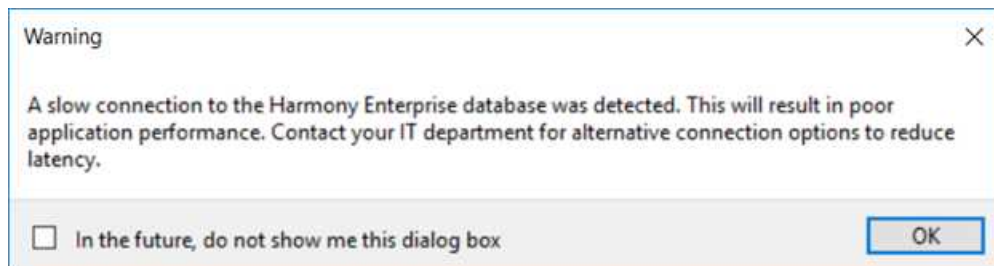 Warning
A slow connection to the Harmony Enterprise database was detected. This will result in poor
application performance. Contact your IT department for alternative connection options to reduce
latency.
In the future, do not show me this dialog box
OK